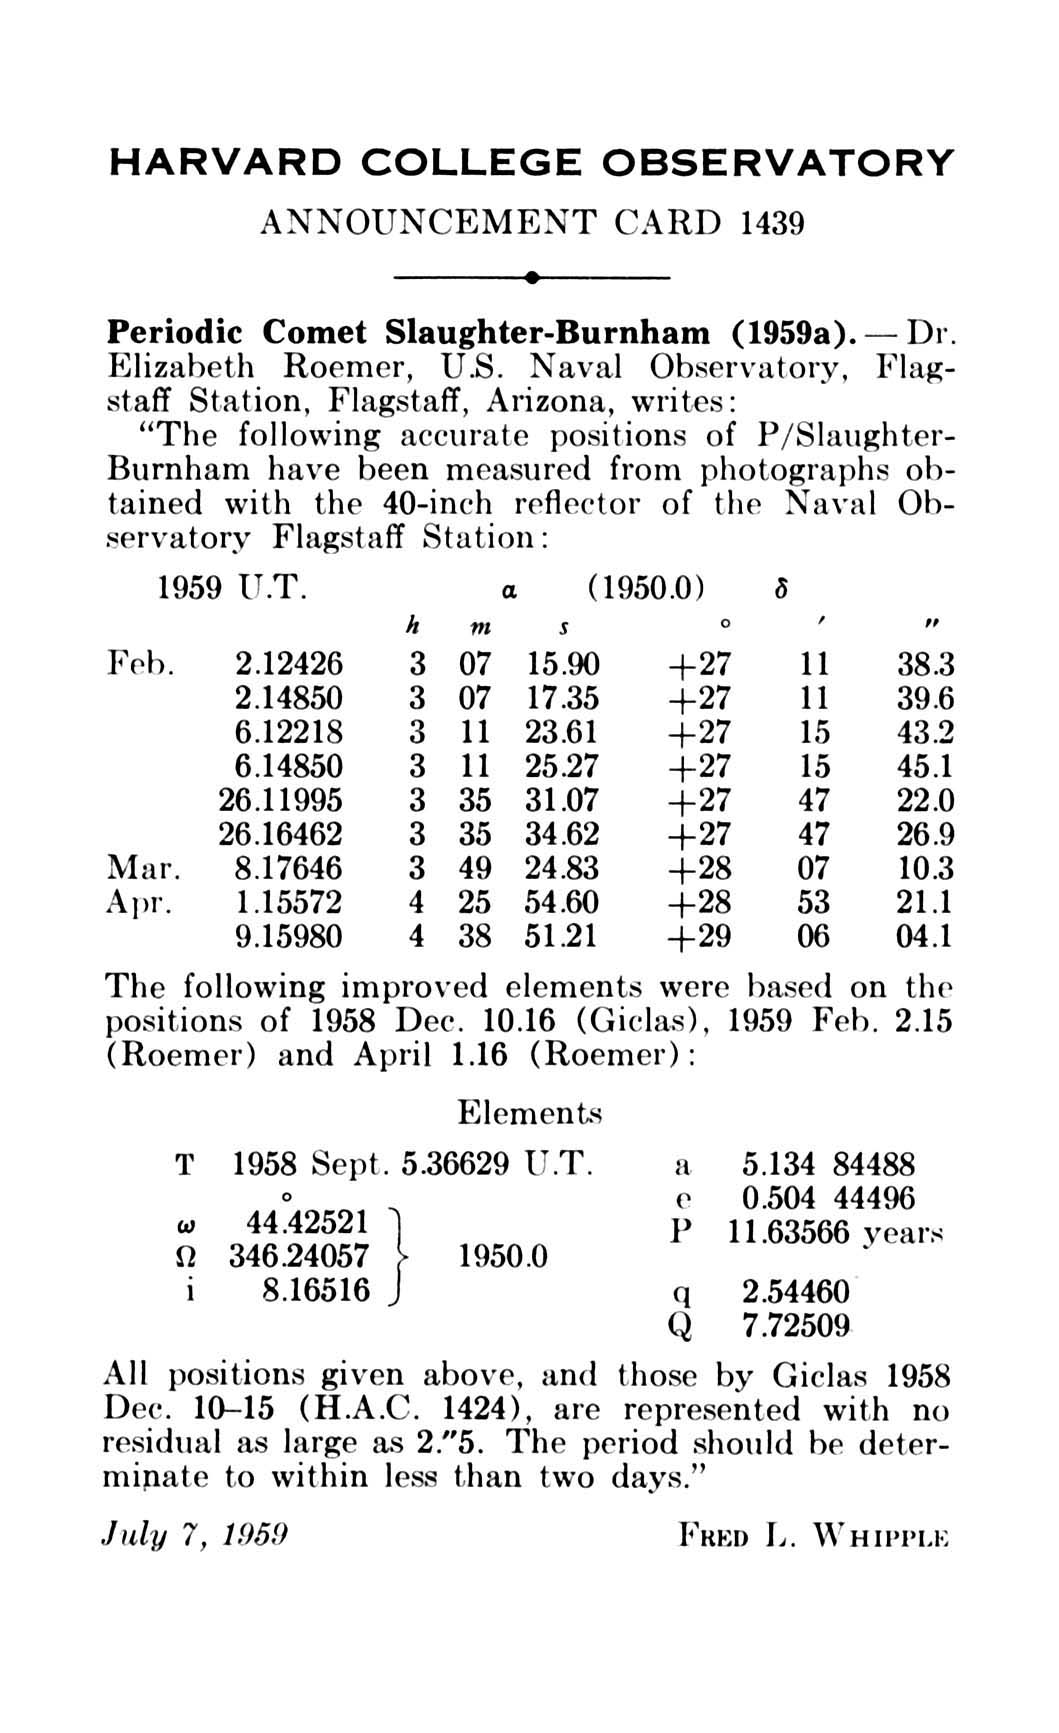 HARVARD COLLEGE OBSERVATORY
ANNOUNCEMENT CARD 1439
Periodic Comet Slaughter-Burnham (1959a). — Dr.
Elizabeth Roemer, U.S. Naval Observatory, Flag-
staff Station, Flagstaff, Arizona, writes:
"The following accurate positions of P/Slaughter-
Burnham have been measured from photographs ob-
tained with the 40-inch reflector of the Naval Ob-
servatory Flagstaff Station:
1959 U.T. α (1950.0) δ
h m s ° ′ ″
Feb. 2.12426 3 07 15.90 +27 11 38.3
2.14850 3 07 17.35 +27 11 39.6
6.12218 3 11 23.61 +27 15 43.2
6.14850 3 11 25.27 +27 15 45.1
26.11995 3 35 31.07 +27 47 22.0
26.16462 3 35 34.62 +27 47 26.9
Mar. 8.17646 3 49 24.83 +28 07 10.3
Apr. 1.15572 4 25 54.60 +28 53 21.1
9.15980 4 38 51.21 +29 06 04.1
The following improved elements were based on the
positions of 1958 Dec. 10.16 (Giclas), 1959 Feb. 2.15
(Roemer) and April 1.16 (Roemer):
Elements
T 1958 Sept. 5.36629 U.T. a 5.134 84488
° e 0.504 44496
ω 44.42521 P 11.63566 years
Ω 346.24057 } 1950.0
i 8.16516 q 2.54460
Q 7.72509
All positions given above, and those by Giclas 1958
Dec. 10–15 (H.A.C. 1424), are represented with no
residual as large as 2.″5. The period should be deter-
minate to within less than two days."
July 7, 1959 FRED L. WHIPPLE